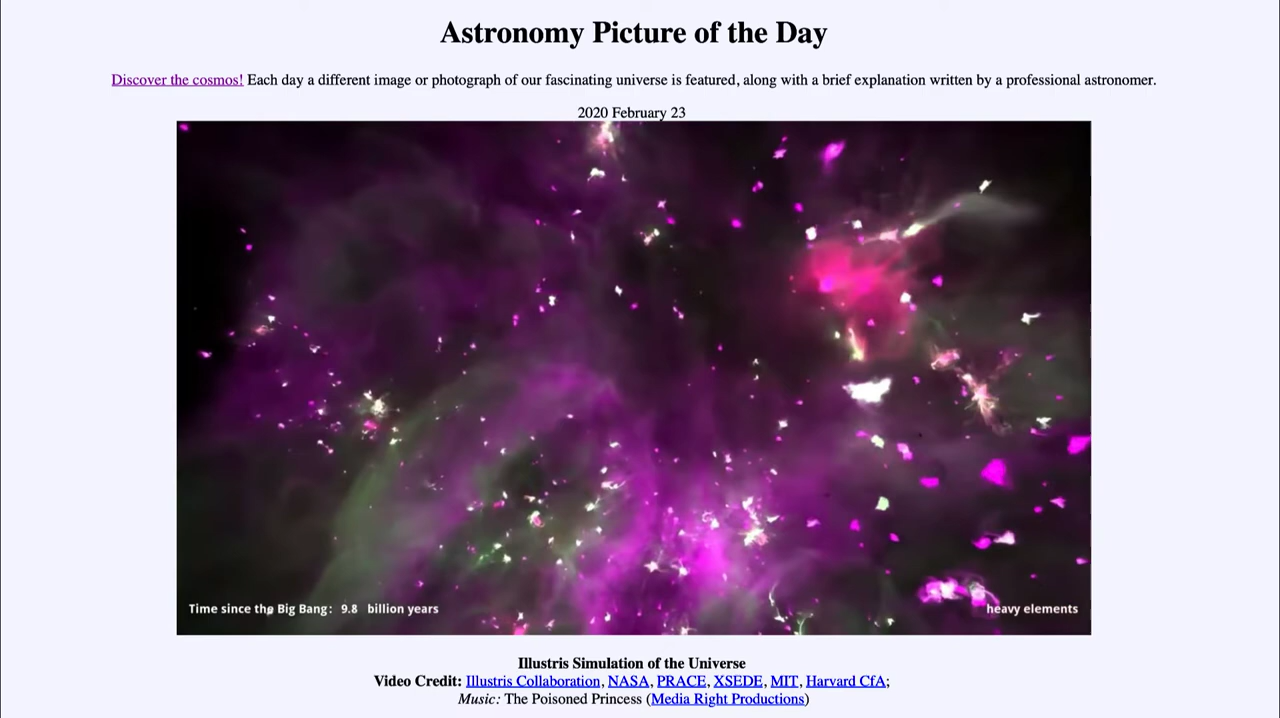 Astronomy Picture of the Day
Discover the cosmos! Each day a different image or photograph of our fascinating universe is featured, along with a brief explanation written by a professional astronomer.
2020 February 23
Time since the Big Bang: 9.8 billion years
heavy elements
Illustris Simulation of the Universe
Video Credit: Illustris Collaboration, NASA, PRACE, XSEDE, MIT, Harvard CfA;
Music: The Poisoned Princess (Media Right Productions)